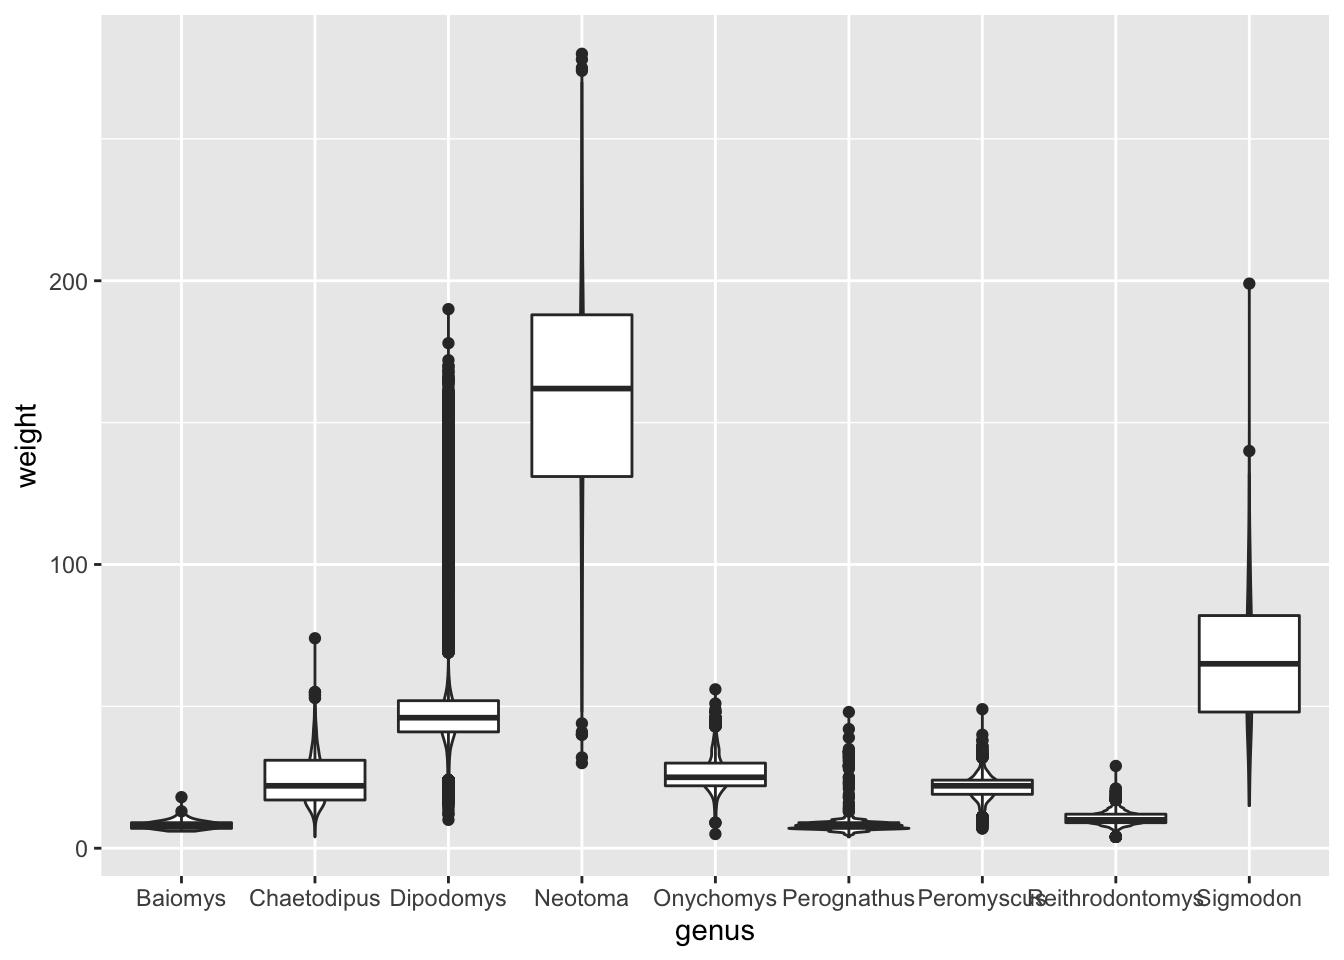 weight
200
100
0
Baiomys Chaetodipus Dipodomys Neotoma Onychomys Perognathus Peromyscus Reithrodontomys Sigmodon
genus